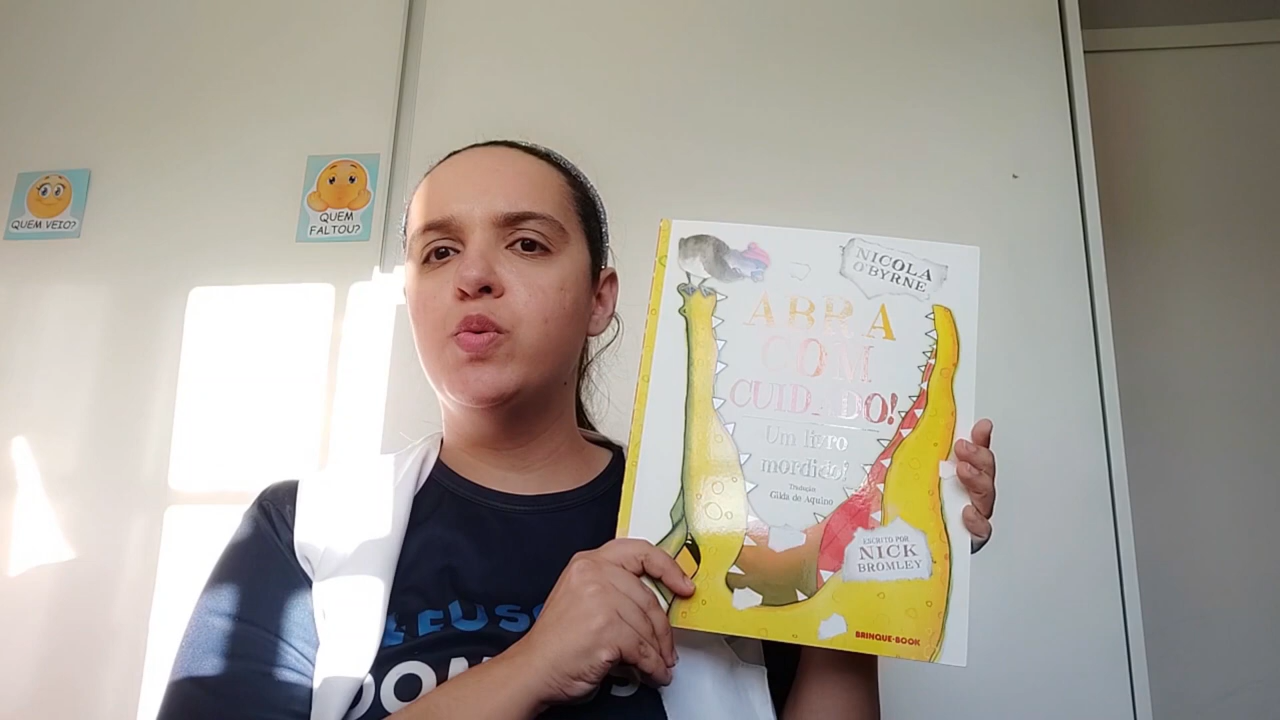 QUEM VEIO?
QUEM
FALTOU?
NICOLA
O'BYRNE
ABRA
COM
CUIDADO!
Um livro
mordido!
Tradução
Gilda de Aquino
ESCRITO POR
NICK
BROMLEY
BRINQUE-BOOK